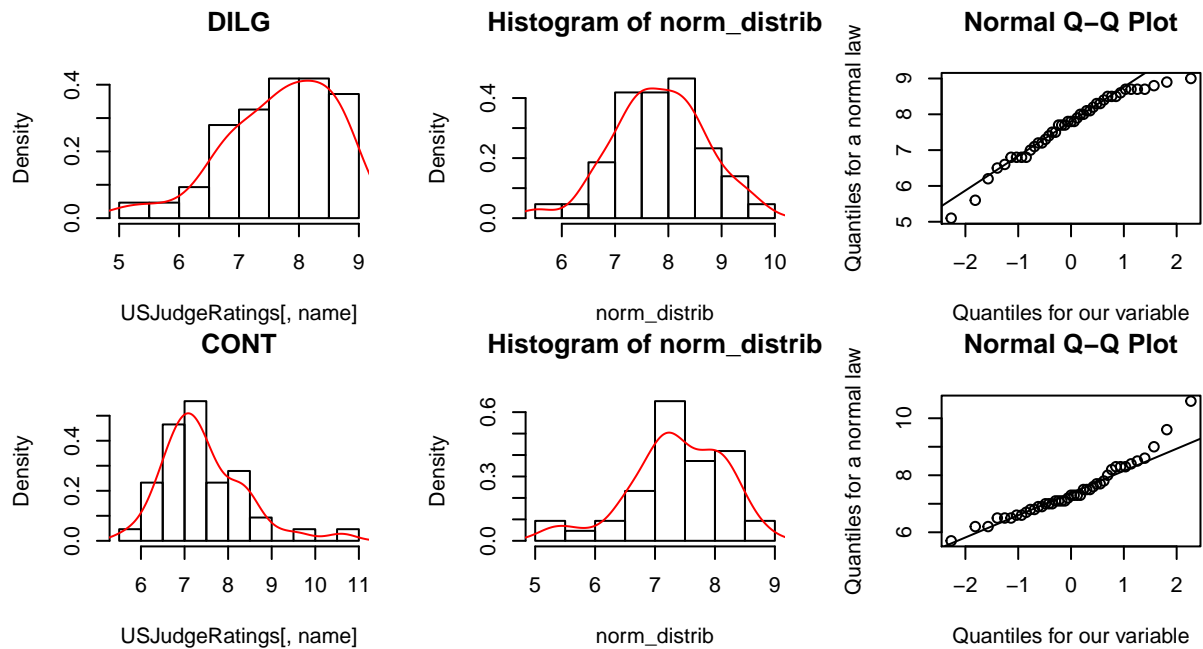 DILG
Density
0.0
0.2
0.4
5 6 7 8 9
USJudgeRatings[, name]
Histogram of norm_distrib
Density
0.0
0.2
0.4
6 7 8 9 10
norm_distrib
Normal Q−Q Plot
Quantiles for a normal law
5
6
7
8
9
−2 −1 0 1 2
Quantiles for our variable
CONT
Density
0.0
0.2
0.4
6 7 8 9 10 11
USJudgeRatings[, name]
Histogram of norm_distrib
Density
0.0
0.3
0.6
5 6 7 8 9
norm_distrib
Normal Q−Q Plot
Quantiles for a normal law
6
8
10
−2 −1 0 1 2
Quantiles for our variable